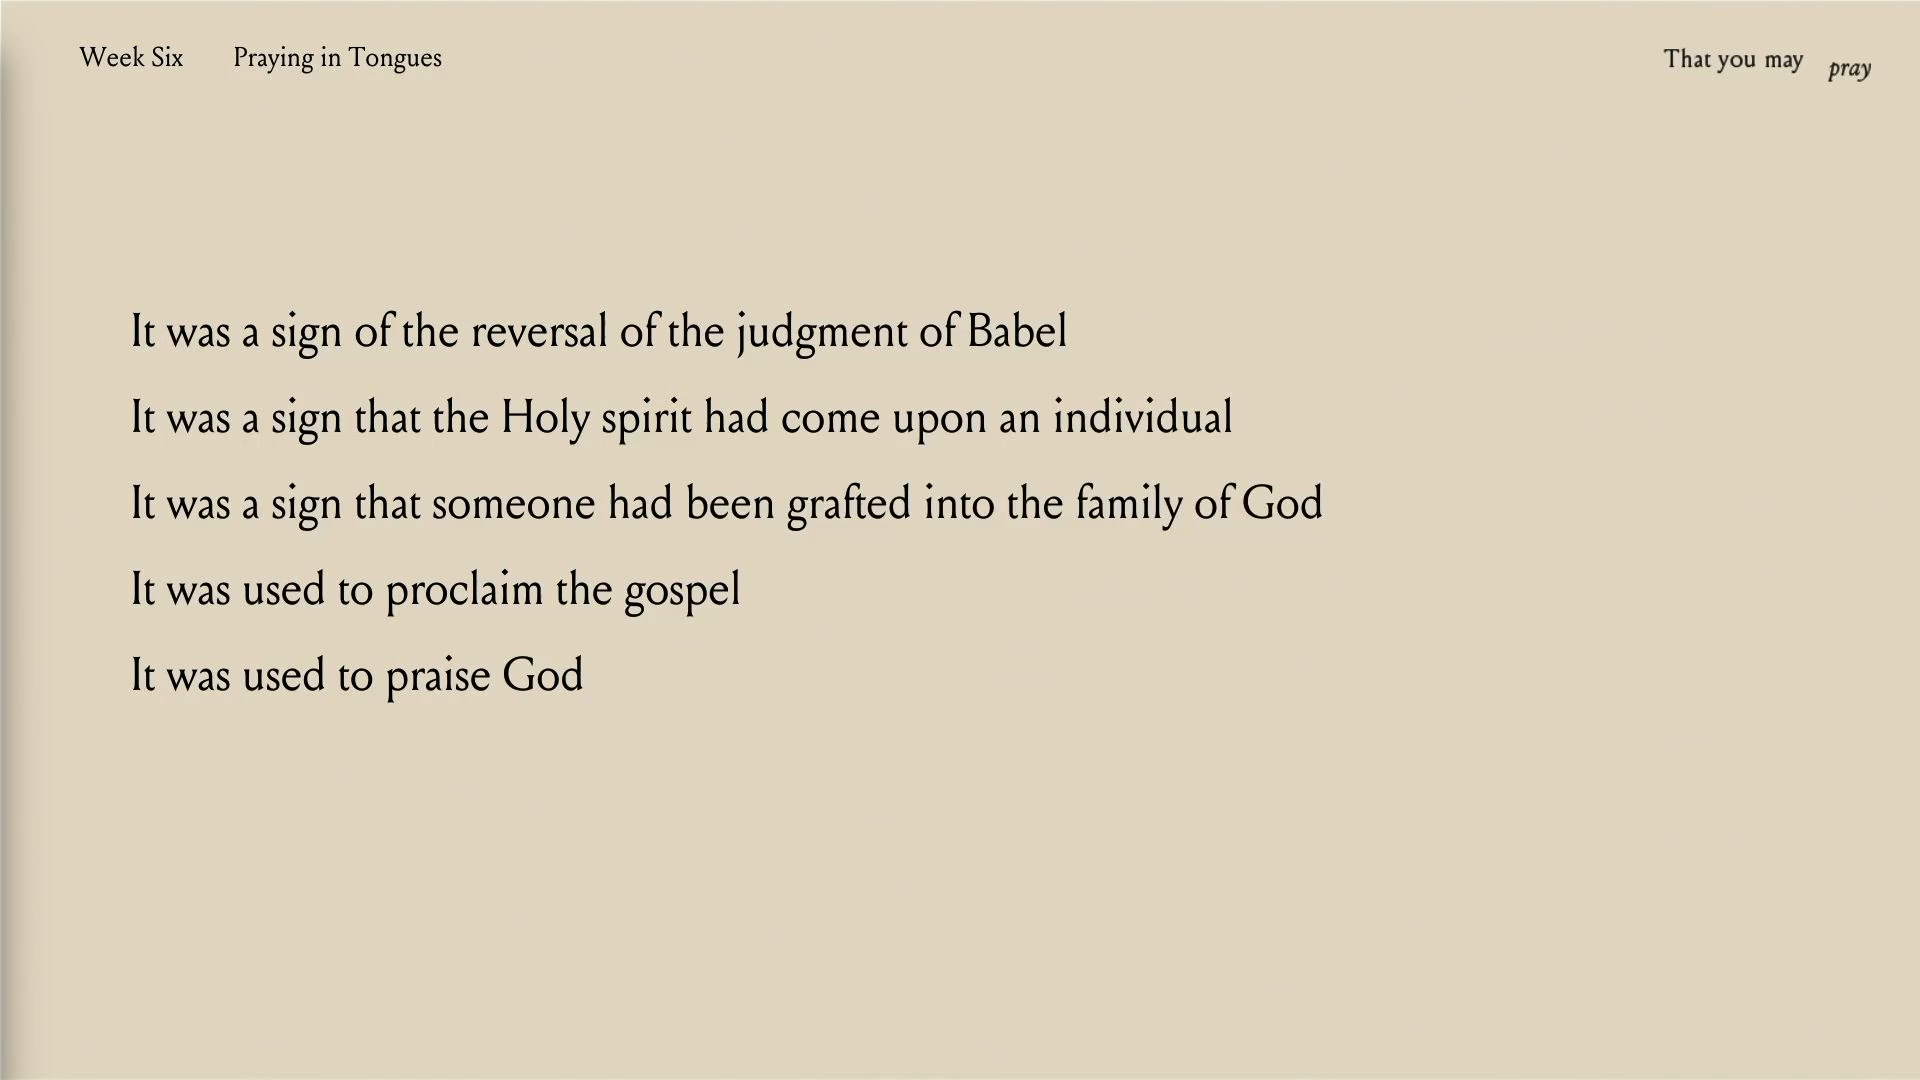 Week Six Praying in Tongues
That you may pray
It was a sign of the reversal of the judgment of Babel
It was a sign that the Holy spirit had come upon an individual
It was a sign that someone had been grafted into the family of God
It was used to proclaim the gospel
It was used to praise God